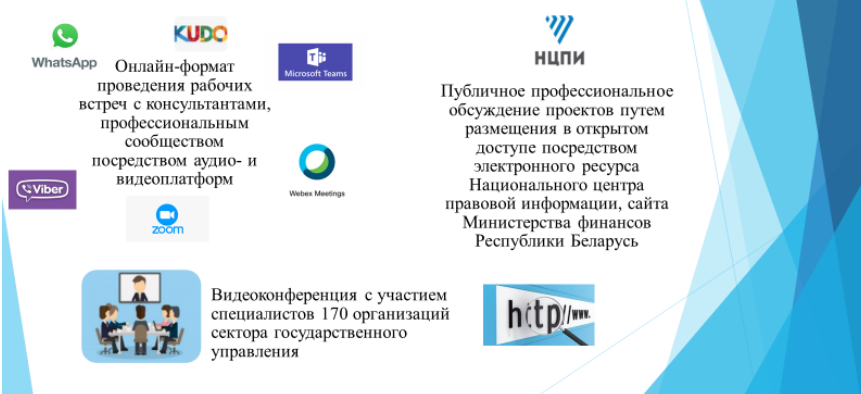 WhatsApp
KUDO
Microsoft Teams
Онлайн-формат
проведения рабочих
встреч с консультантами,
профессиональным
сообществом
посредством аудио- и
видеоплатформ
Viber
zoom
Webex Meetings
НЦПИ
Публичное профессиональное
обсуждение проектов путем
размещения в открытом
доступе посредством
электронного ресурса
Национального центра
правовой информации, сайта
Министерства финансов
Республики Беларусь
Видеоконференция с участием
специалистов 170 организаций
сектора государственного
управления
http://www.